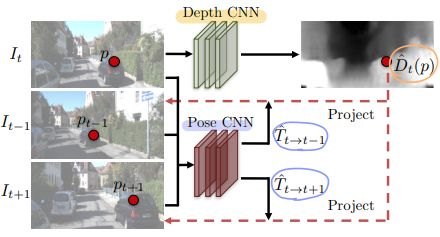 Depth CNN
I_t
p
D̂_t(p)
Project
I_{t−1}
p_{t−1}
Pose CNN
T̂_{t→t−1}
I_{t+1}
p_{t+1}
T̂_{t→t+1}
Project